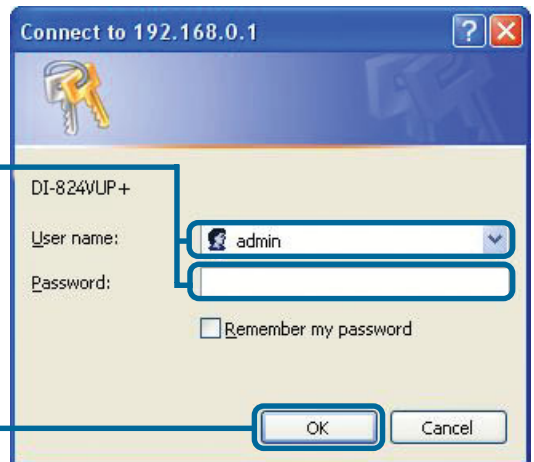 Connect to 192.168.0.1
DI-824VUP+
User name:
admin
Password:
Remember my password
OK
Cancel